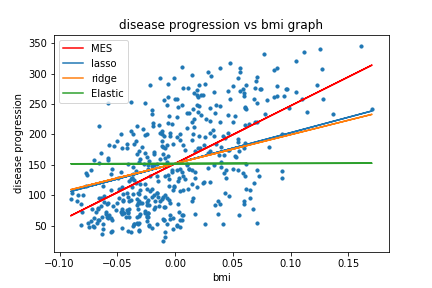 disease progression vs bmi graph
MES
lasso
ridge
Elastic
disease progression
350
300
250
200
150
100
50
−0.10
−0.05
0.00
0.05
0.10
0.15
bmi